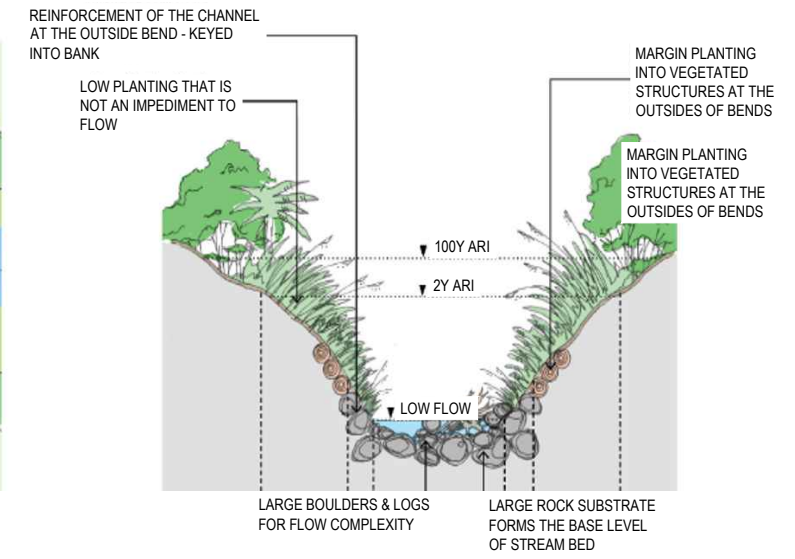 REINFORCEMENT OF THE CHANNEL
AT THE OUTSIDE BEND - KEYED
INTO BANK
LOW PLANTING THAT IS
NOT AN IMPEDIMENT TO
FLOW
MARGIN PLANTING
INTO VEGETATED
STRUCTURES AT THE
OUTSIDES OF BENDS
MARGIN PLANTING
INTO VEGETATED
STRUCTURES AT THE
OUTSIDES OF BENDS
100Y ARI
2Y ARI
LOW FLOW
LARGE BOULDERS & LOGS
FOR FLOW COMPLEXITY
LARGE ROCK SUBSTRATE
FORMS THE BASE LEVEL
OF STREAM BED